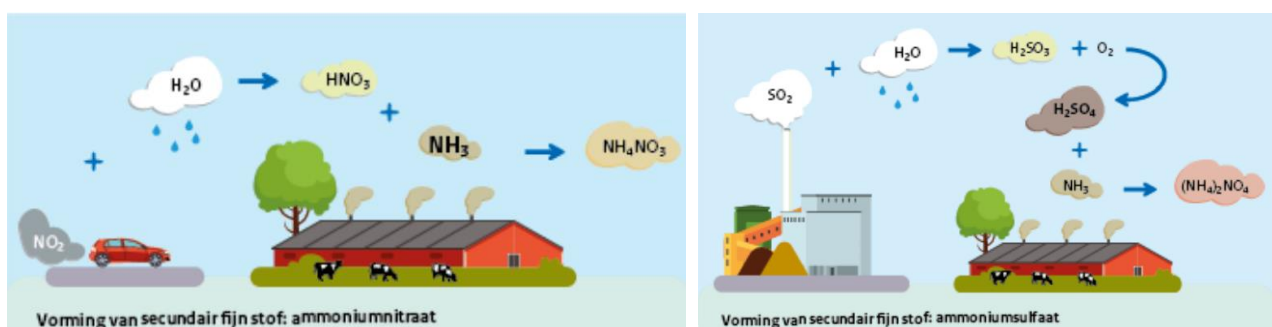 H₂O
HNO₃
+
NH₃
NH₄NO₃
+
NO₂
Vorming van secundair fijn stof: ammoniumnitraat
SO₂
+
H₂O
H₂SO₃ + O₂
H₂SO₄
+
NH₃
(NH₄)₂NO₄
Vorming van secundair fijn stof: ammoniumsulfaat